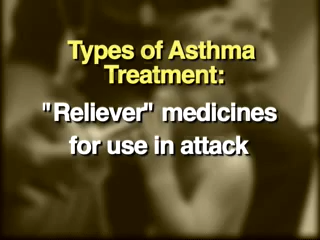 Types of Asthma
Treatment:
"Reliever" medicines
for use in attack